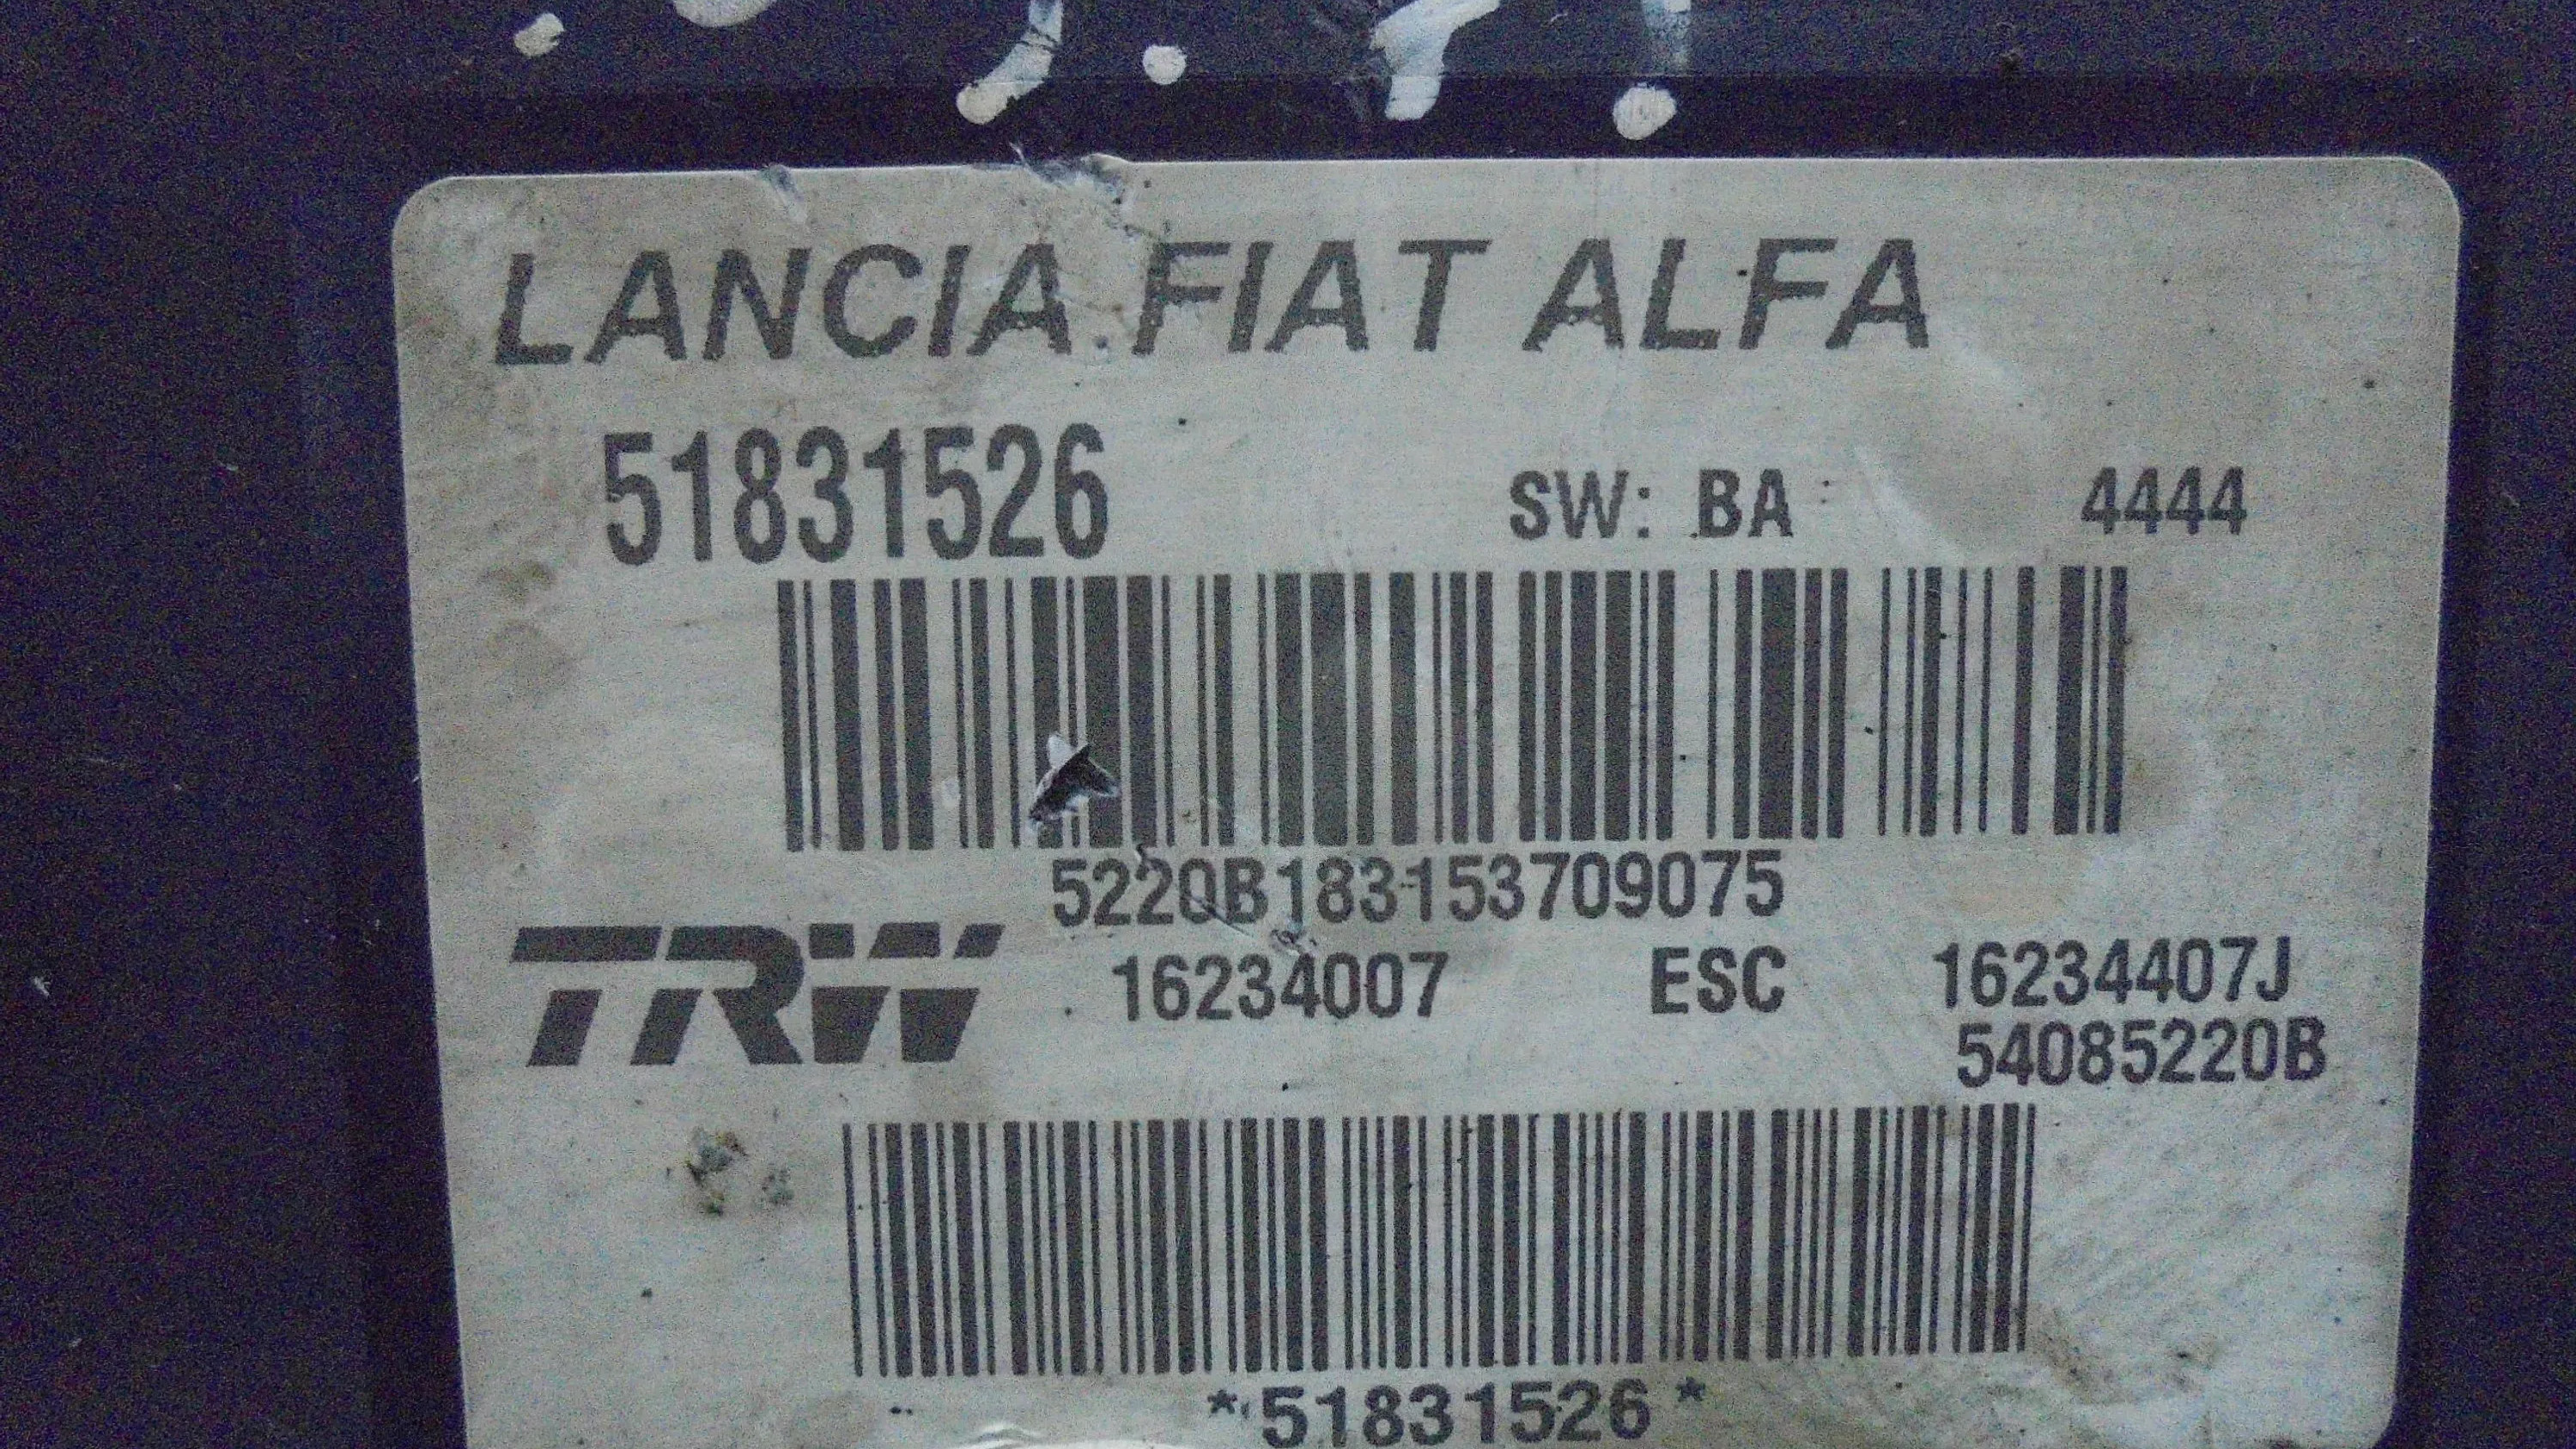 LANCIA FIAT ALFA
51831526 SW: BA 4444
5220B183153709075
TRW 16234007 ESC 16234407J
54085220B
*51831526*